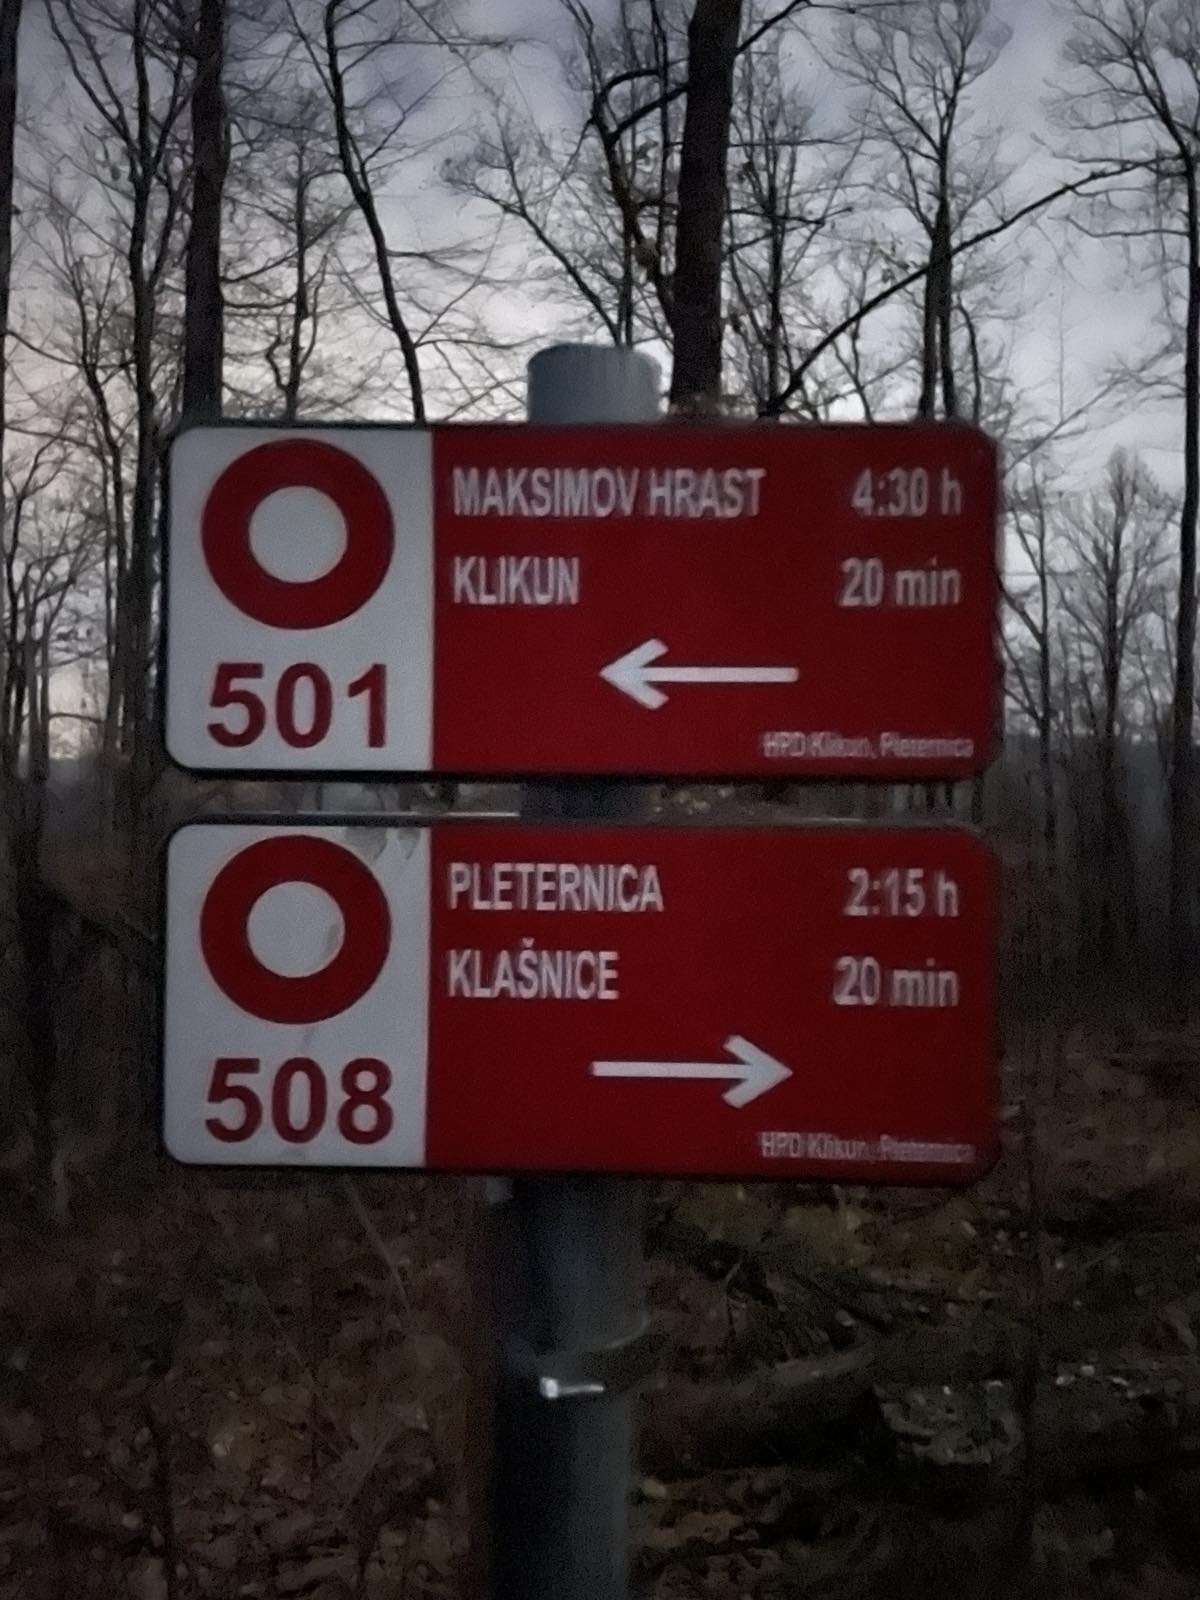 MAKSIMOV HRAST 4:30 h
KLIKUN 20 min
501
HPD Klikun, Pleternica
PLETERNICA 2:15 h
KLAŠNICE 20 min
508
HPD Klikun, Pleternica